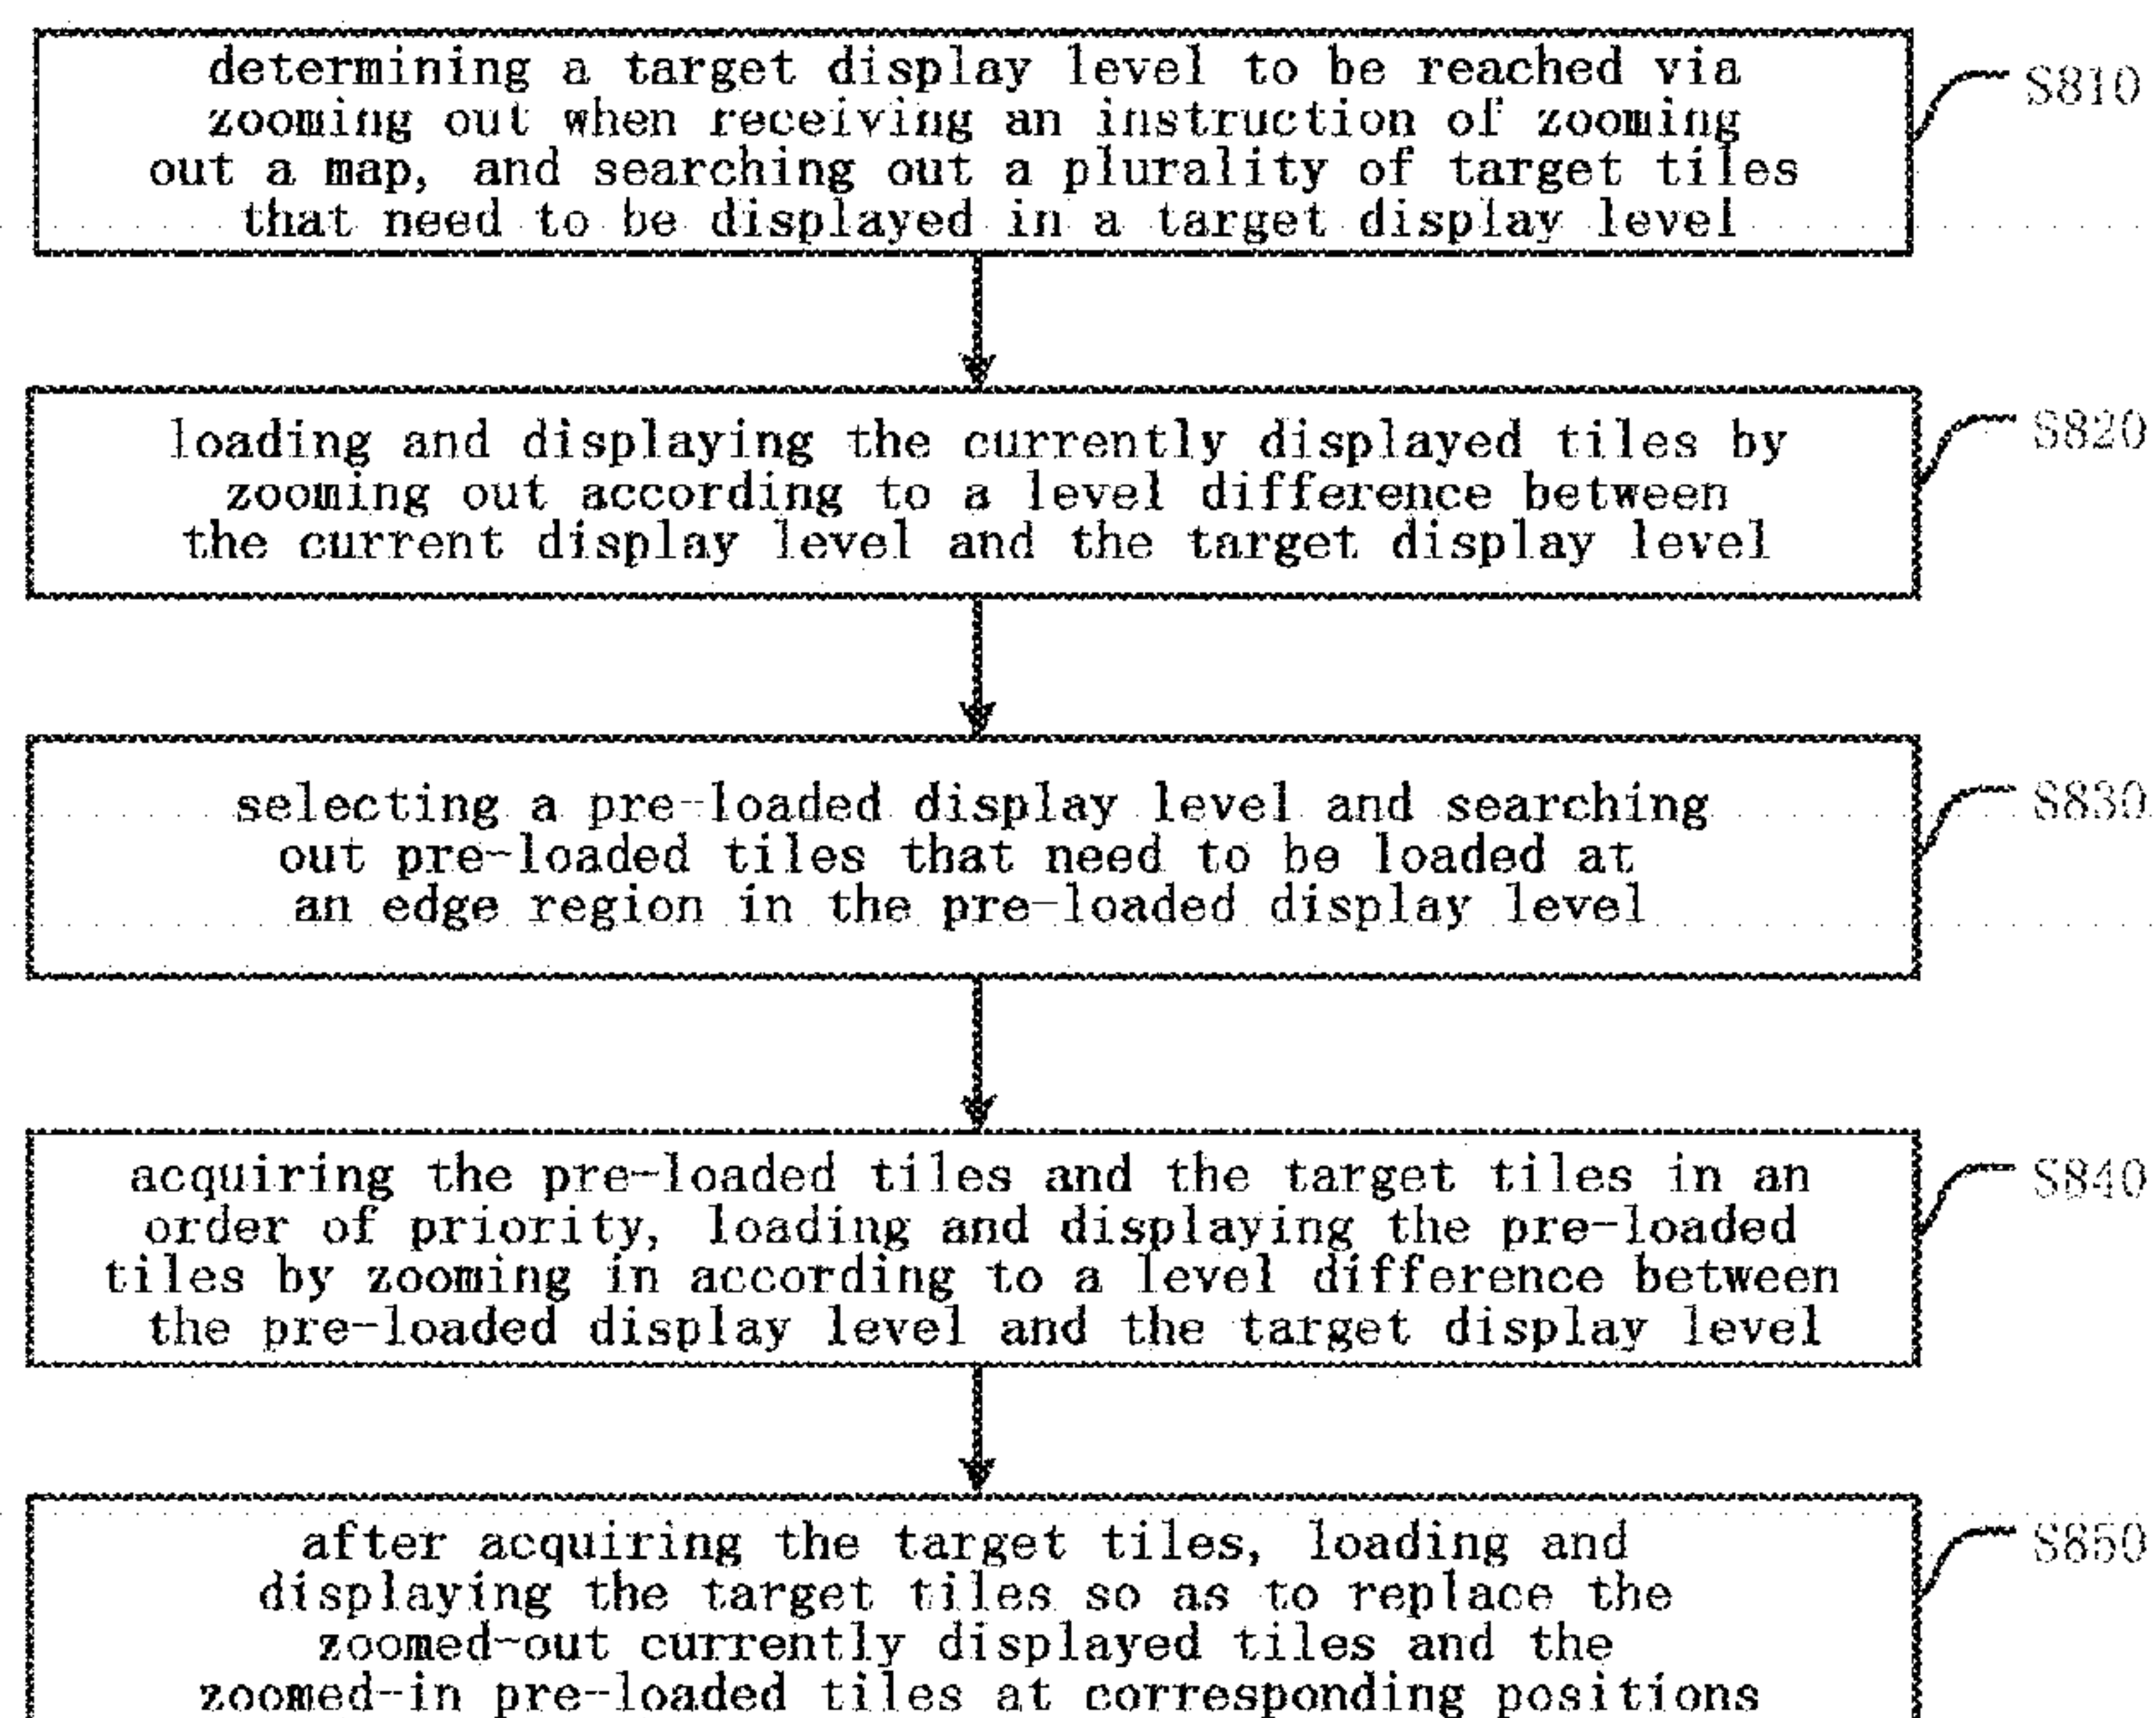 determining a target display level to be reached via
zooming out when receiving an instruction of zooming
out a map, and searching out a plurality of target tiles
that need to be displayed in a target display level
S810
loading and displaying the currently displayed tiles by
zooming out according to a level difference between
the current display level and the target display level
S820
selecting a pre-loaded display level and searching
out pre-loaded tiles that need to be loaded at
an edge region in the pre-loaded display level
S830
acquiring the pre-loaded tiles and the target tiles in an
order of priority, loading and displaying the pre-loaded
tiles by zooming in according to a level difference between
the pre-loaded display level and the target display level
S840
after acquiring the target tiles, loading and
displaying the target tiles so as to replace the
zoomed-out currently displayed tiles and the
zoomed-in pre-loaded tiles at corresponding positions
S850